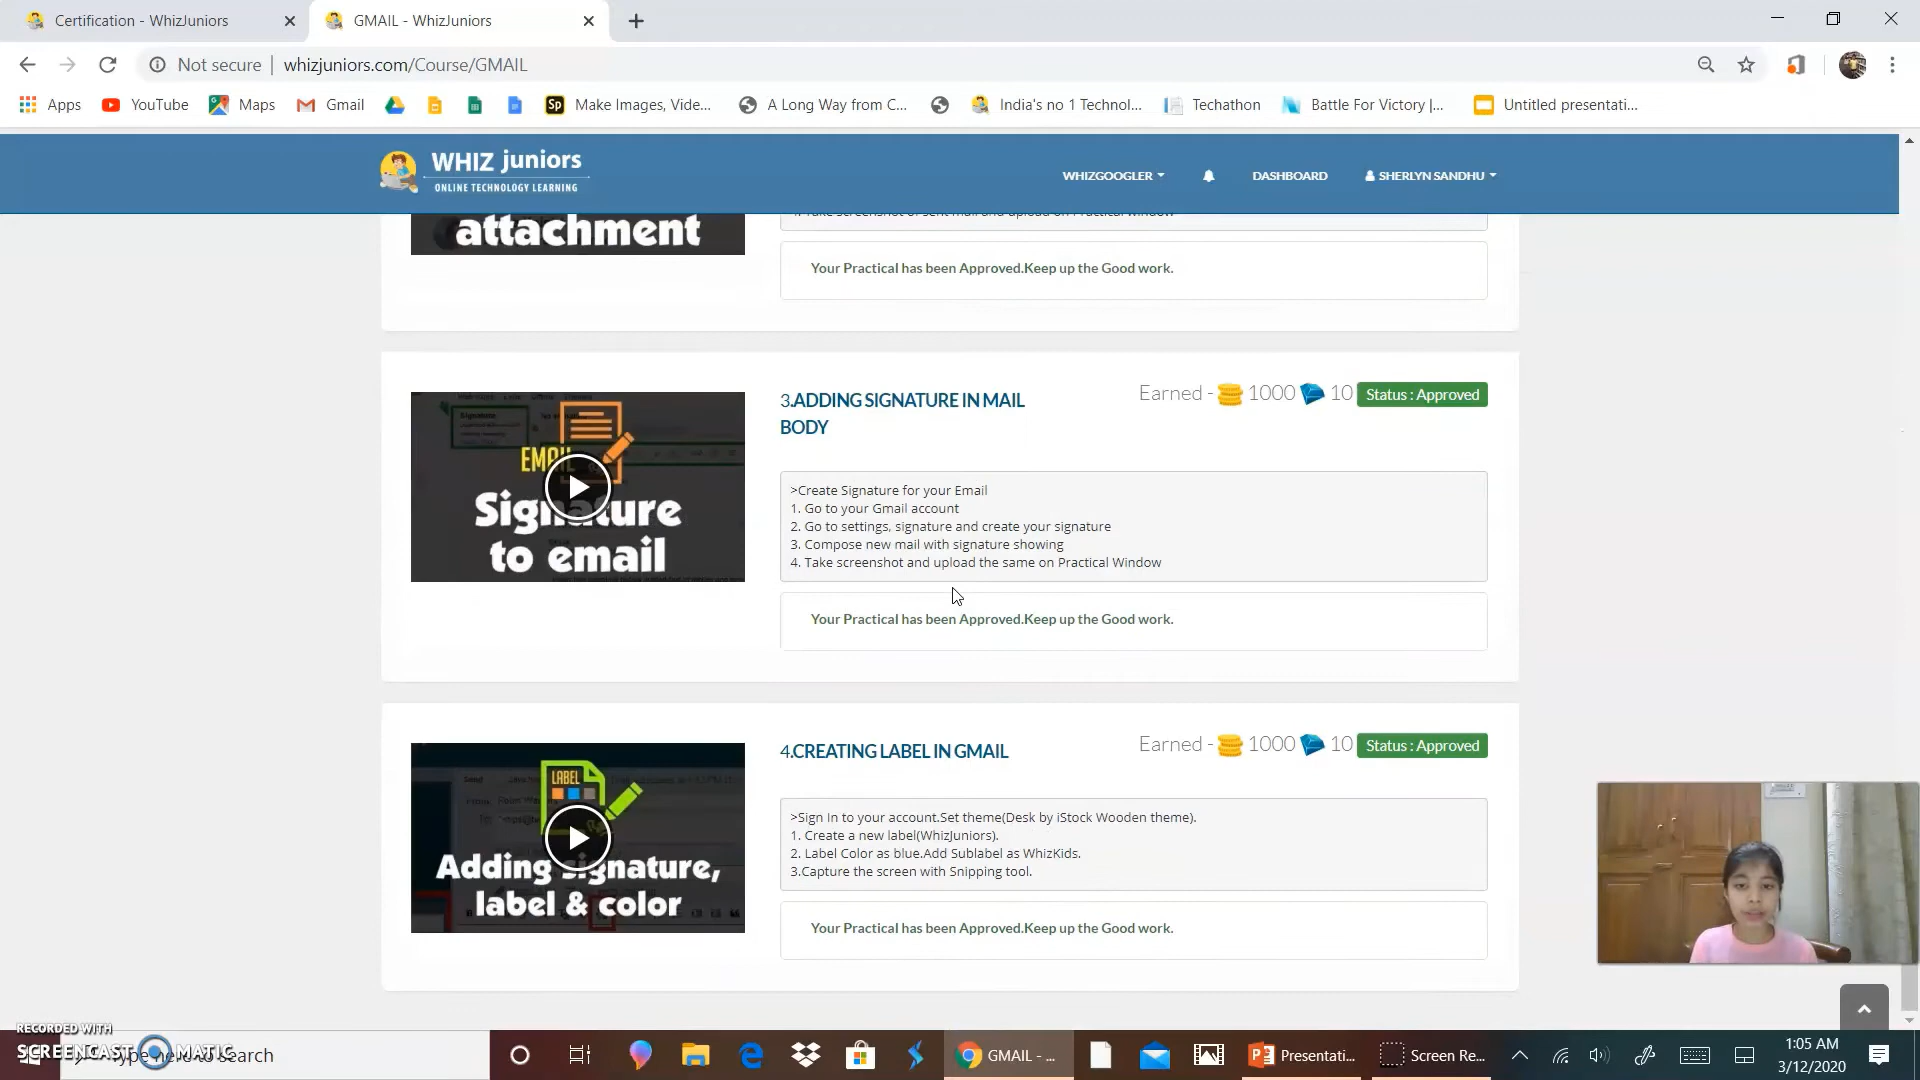 Certification - WhizJuniors
GMAIL - WhizJuniors
Not secure
whizjuniors.com/Course/GMAIL
Apps
YouTube
Maps
Gmail
Sp
Make Images, Vide...
A Long Way from C...
India's no 1 Technol...
Techathon
Battle For Victory |...
Untitled presentati...
WHIZ juniors
ONLINE TECHNOLOGY LEARNING
WHIZGOOGLER
DASHBOARD
SHERLYN SANDHU
attachment
Your Practical has been Approved.Keep up the Good work.
EMAIL
Signature
to email
3.ADDING SIGNATURE IN MAIL
BODY
Earned - 1000 10 Status : Approved
>Create Signature for your Email
1. Go to your Gmail account
2. Go to settings, signature and create your signature
3. Compose new mail with signature showing
4. Take screenshot and upload the same on Practical Window
Your Practical has been Approved.Keep up the Good work.
LABEL
Adding signature,
label & color
4.CREATING LABEL IN GMAIL
Earned - 1000 10 Status : Approved
>Sign In to your account.Set theme(Desk by iStock Wooden theme).
1. Create a new label(WhizJuniors).
2. Label Color as blue.Add Sublabel as WhizKids.
3.Capture the screen with Snipping tool.
Your Practical has been Approved.Keep up the Good work.
RECORDED WITH
SCREENCAST MATIC
Type here to search
GMAIL - ...
Presentati...
Screen Re...
1:05 AM
3/12/2020